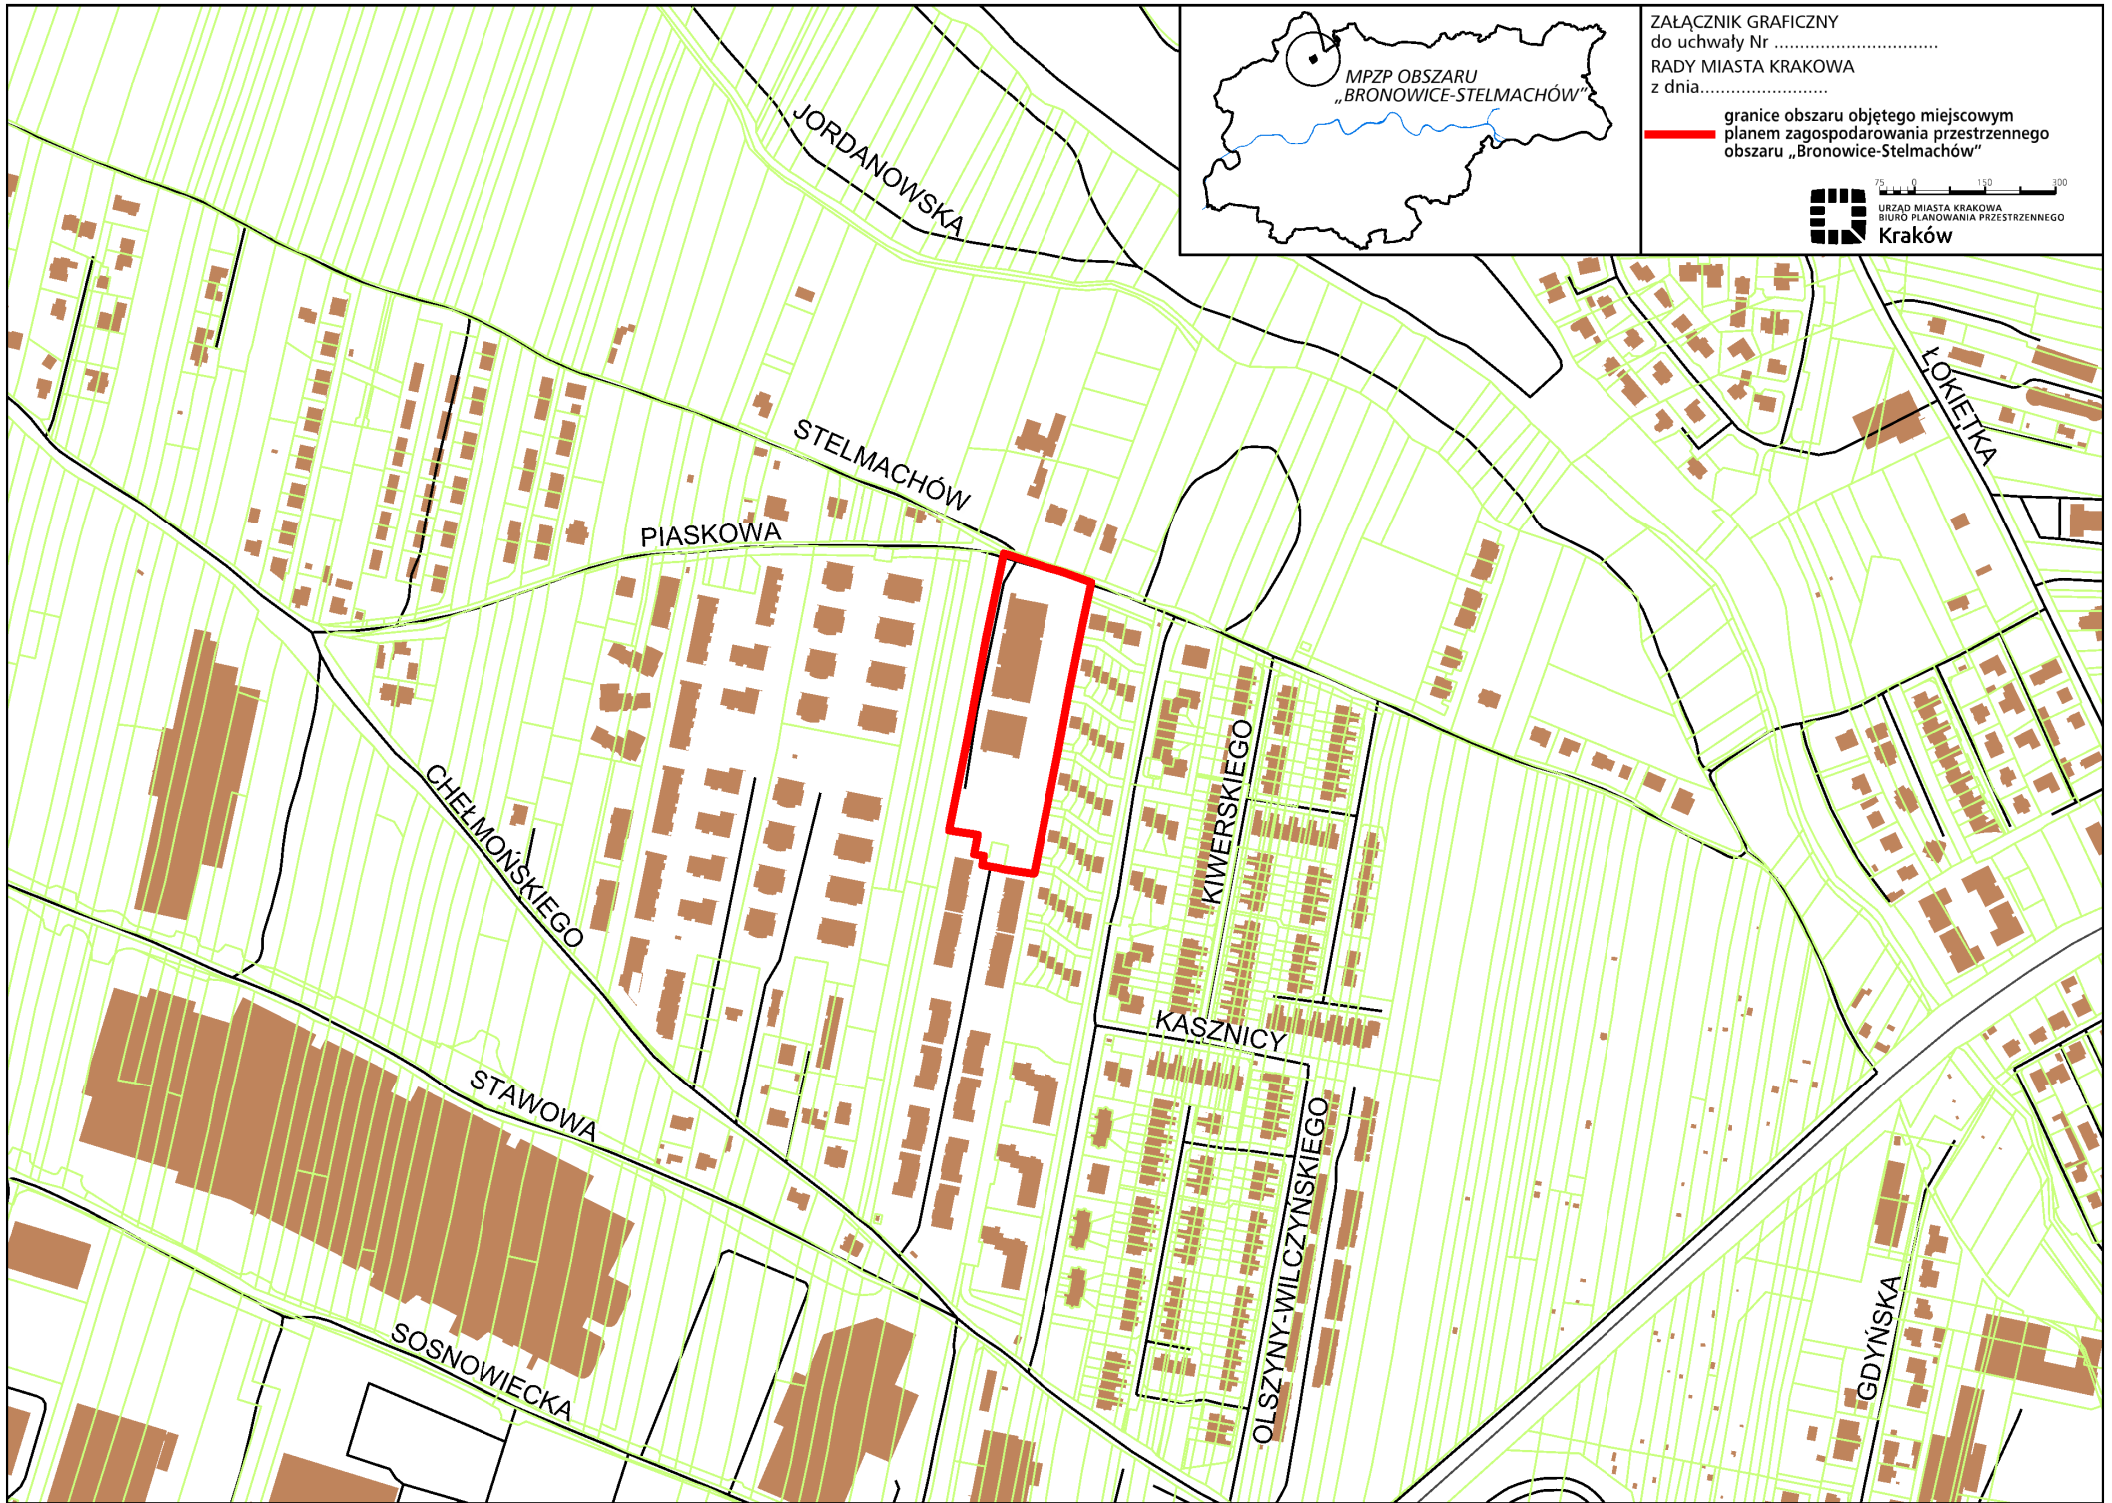 ZAŁĄCZNIK GRAFICZNY
do uchwały Nr ................................
RADY MIASTA KRAKOWA
z dnia.........................
granice obszaru objętego miejscowym
planem zagospodarowania przestrzennego
obszaru „Bronowice-Stelmachów”
75 0 150 300
URZĄD MIASTA KRAKOWA
BIURO PLANOWANIA PRZESTRZENNEGO
Kraków
MPZP OBSZARU
„BRONOWICE-STELMACHÓW”
JORDANOWSKA
ŁOKIETKA
STELMACHÓW
PIASKOWA
CHEŁMOŃSKIEGO
KIWERSKIEGO
KASZNICY
STAWOWA
OLSZYNY-WILCZYŃSKIEGO
SOSNOWIECKA
GDYŃSKA